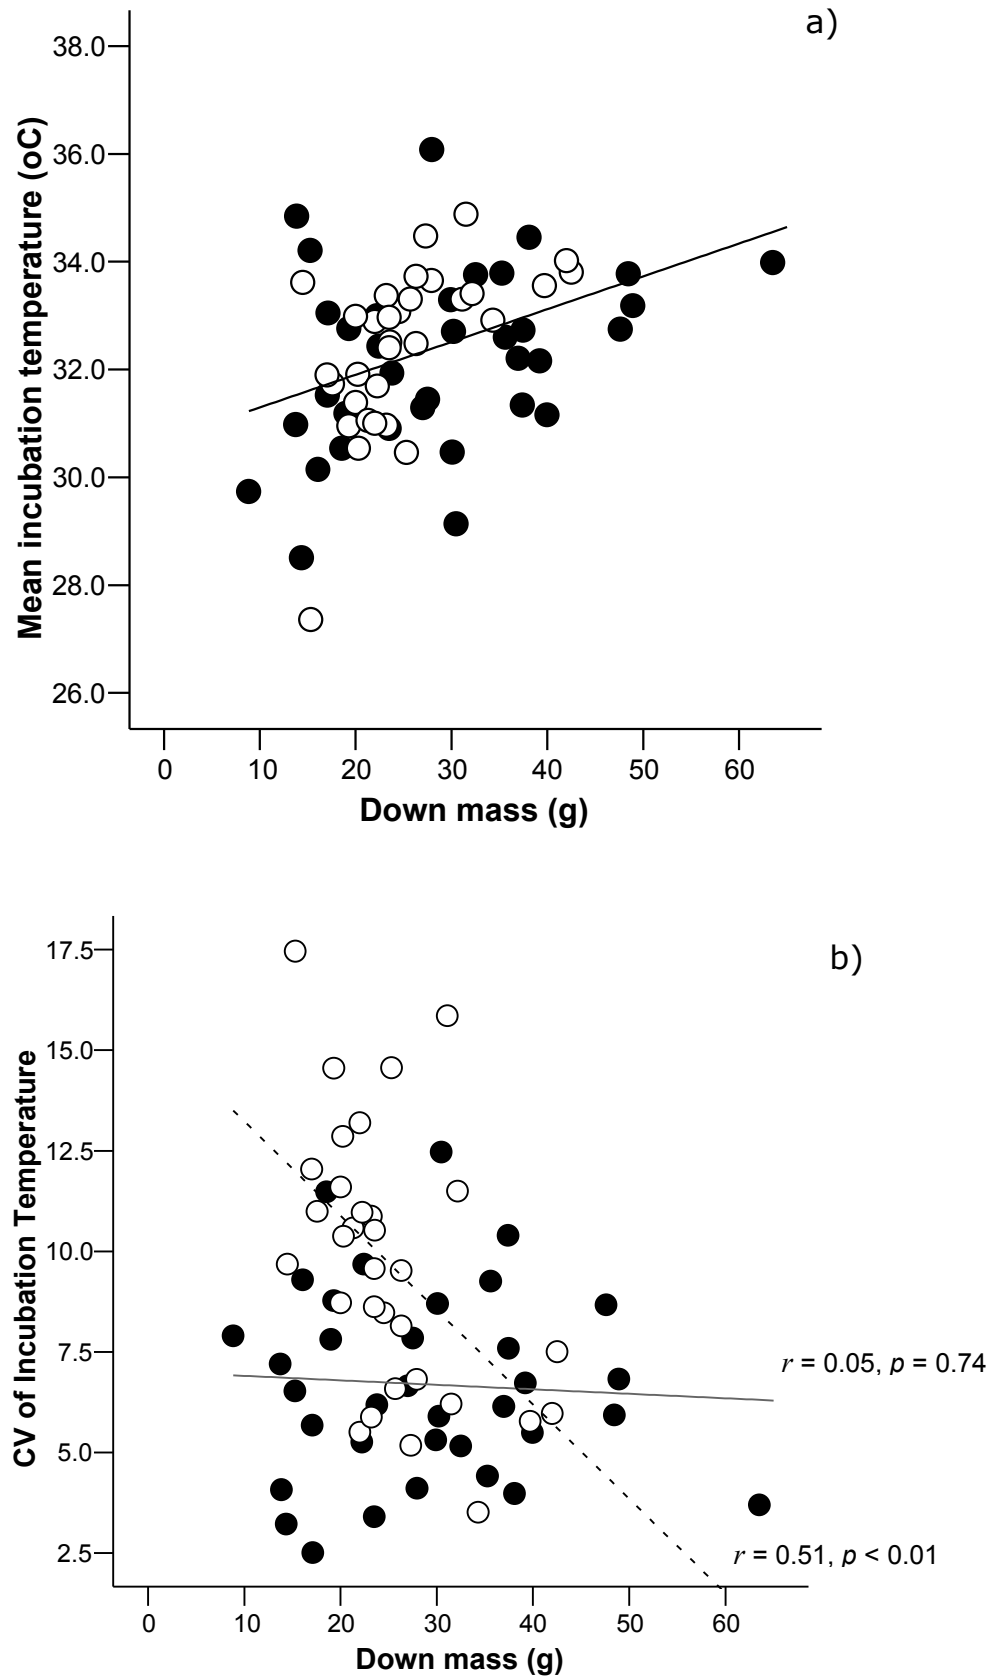 a)
38.0
36.0
34.0
32.0
30.0
28.0
26.0
Mean incubation temperature (oC)
0 10 20 30 40 50 60
Down mass (g)
b)
17.5
15.0
12.5
10.0
7.5
5.0
2.5
CV of Incubation Temperature
r = 0.05, p = 0.74
r = 0.51, p < 0.01
0 10 20 30 40 50 60
Down mass (g)